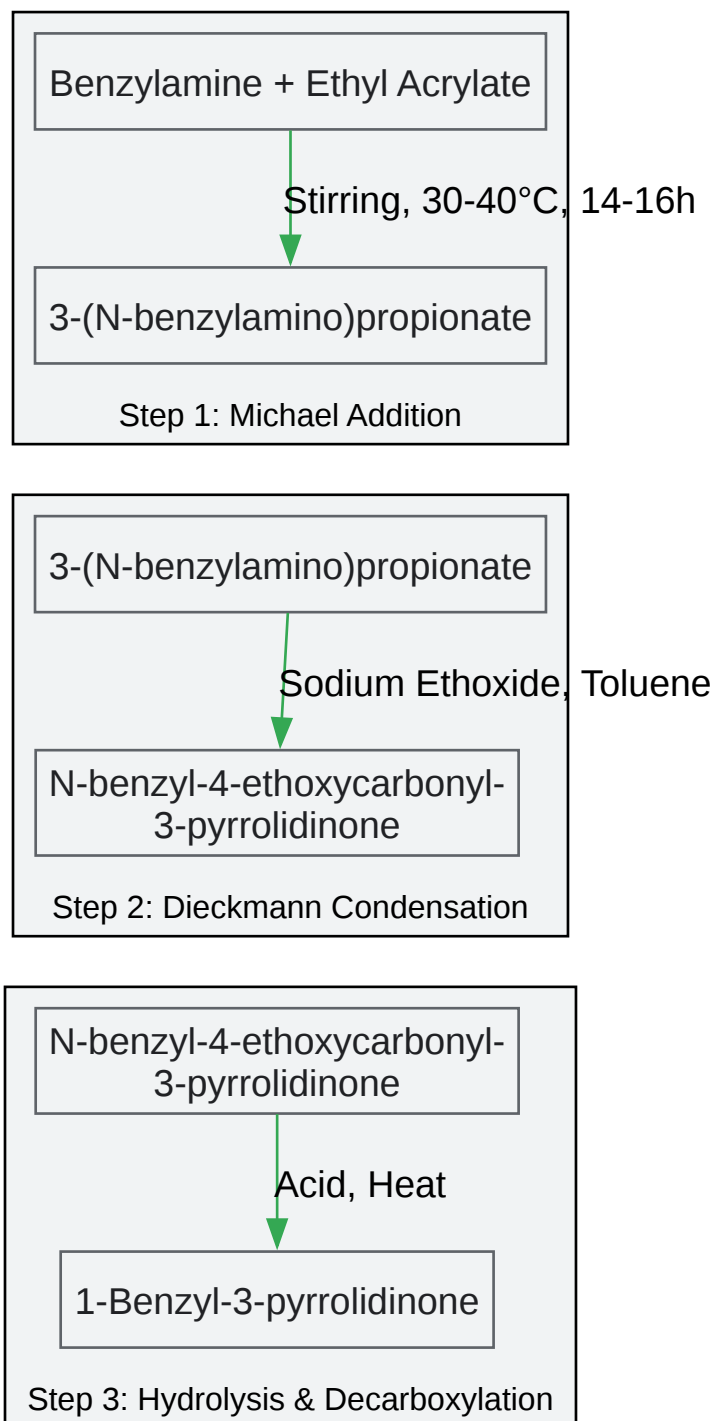 Benzylamine + Ethyl Acrylate
Stirring, 30-40°C, 14-16h
3-(N-benzylamino)propionate
Step 1: Michael Addition
3-(N-benzylamino)propionate
Sodium Ethoxide, Toluene
N-benzyl-4-ethoxycarbonyl-
3-pyrrolidinone
Step 2: Dieckmann Condensation
N-benzyl-4-ethoxycarbonyl-
3-pyrrolidinone
Acid, Heat
1-Benzyl-3-pyrrolidinone
Step 3: Hydrolysis & Decarboxylation